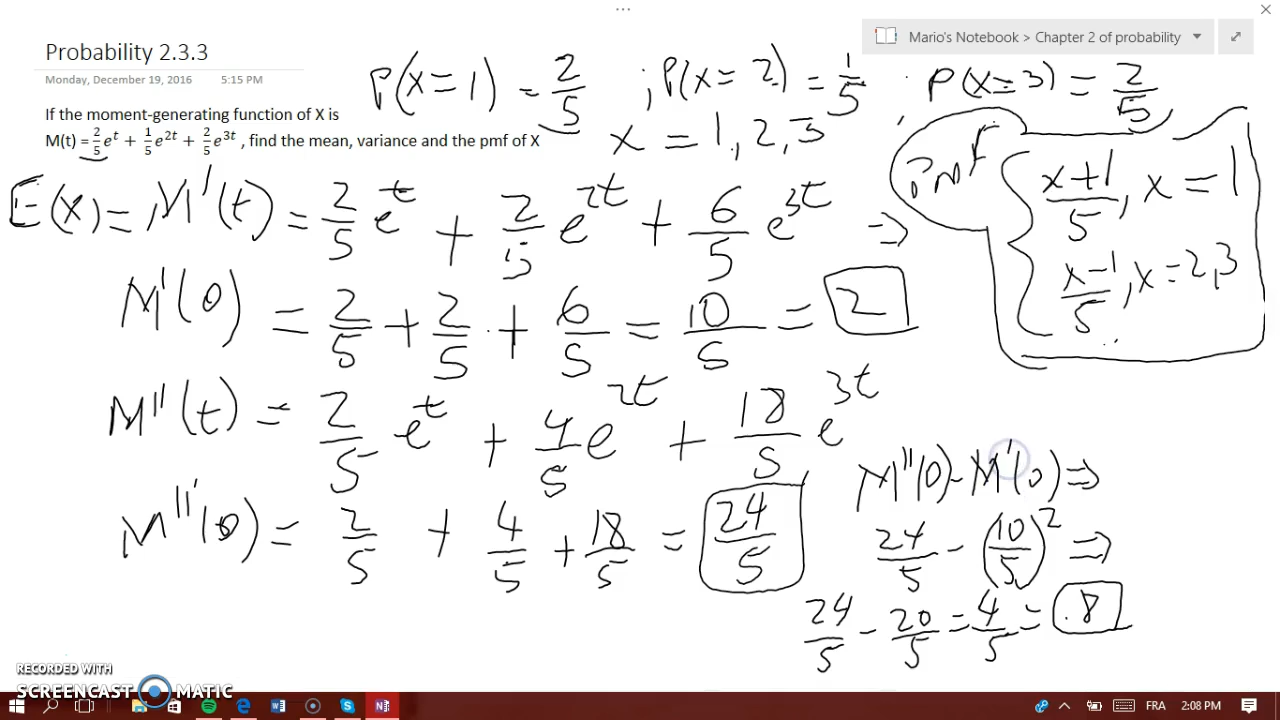 Mario's Notebook > Chapter 2 of probability
Probability 2.3.3
Monday, December 19, 2016 5:15 PM
If the moment-generating function of X is
M(t) = 2/5 e^t + 1/5 e^2t + 2/5 e^3t , find the mean, variance and the pmf of X
P(x=1) = 2/5 ; P(x=2) = 1/5 ; P(x=3) = 2/5
x = 1, 2, 3
pmf { x+1/5, x = 1
x-1/5, x = 2,3
E(x) = M'(t) = 2/5 e^t + 2/5 e^2t + 6/5 e^3t =>
M'(0) = 2/5 + 2/5 + 6/5 = 10/5 = 2
M''(t) = 2/5 e^t + 4/5 e^2t + 18/5 e^3t
M''(0) = 2/5 + 4/5 + 18/5 = 24/5
M''(0) - M'(0) =>
24/5 - (10/5)^2 =>
24/5 - 20/5 = 4/5 = .8
RECORDED WITH
SCREENCAST MATIC
FRA 2:08 PM